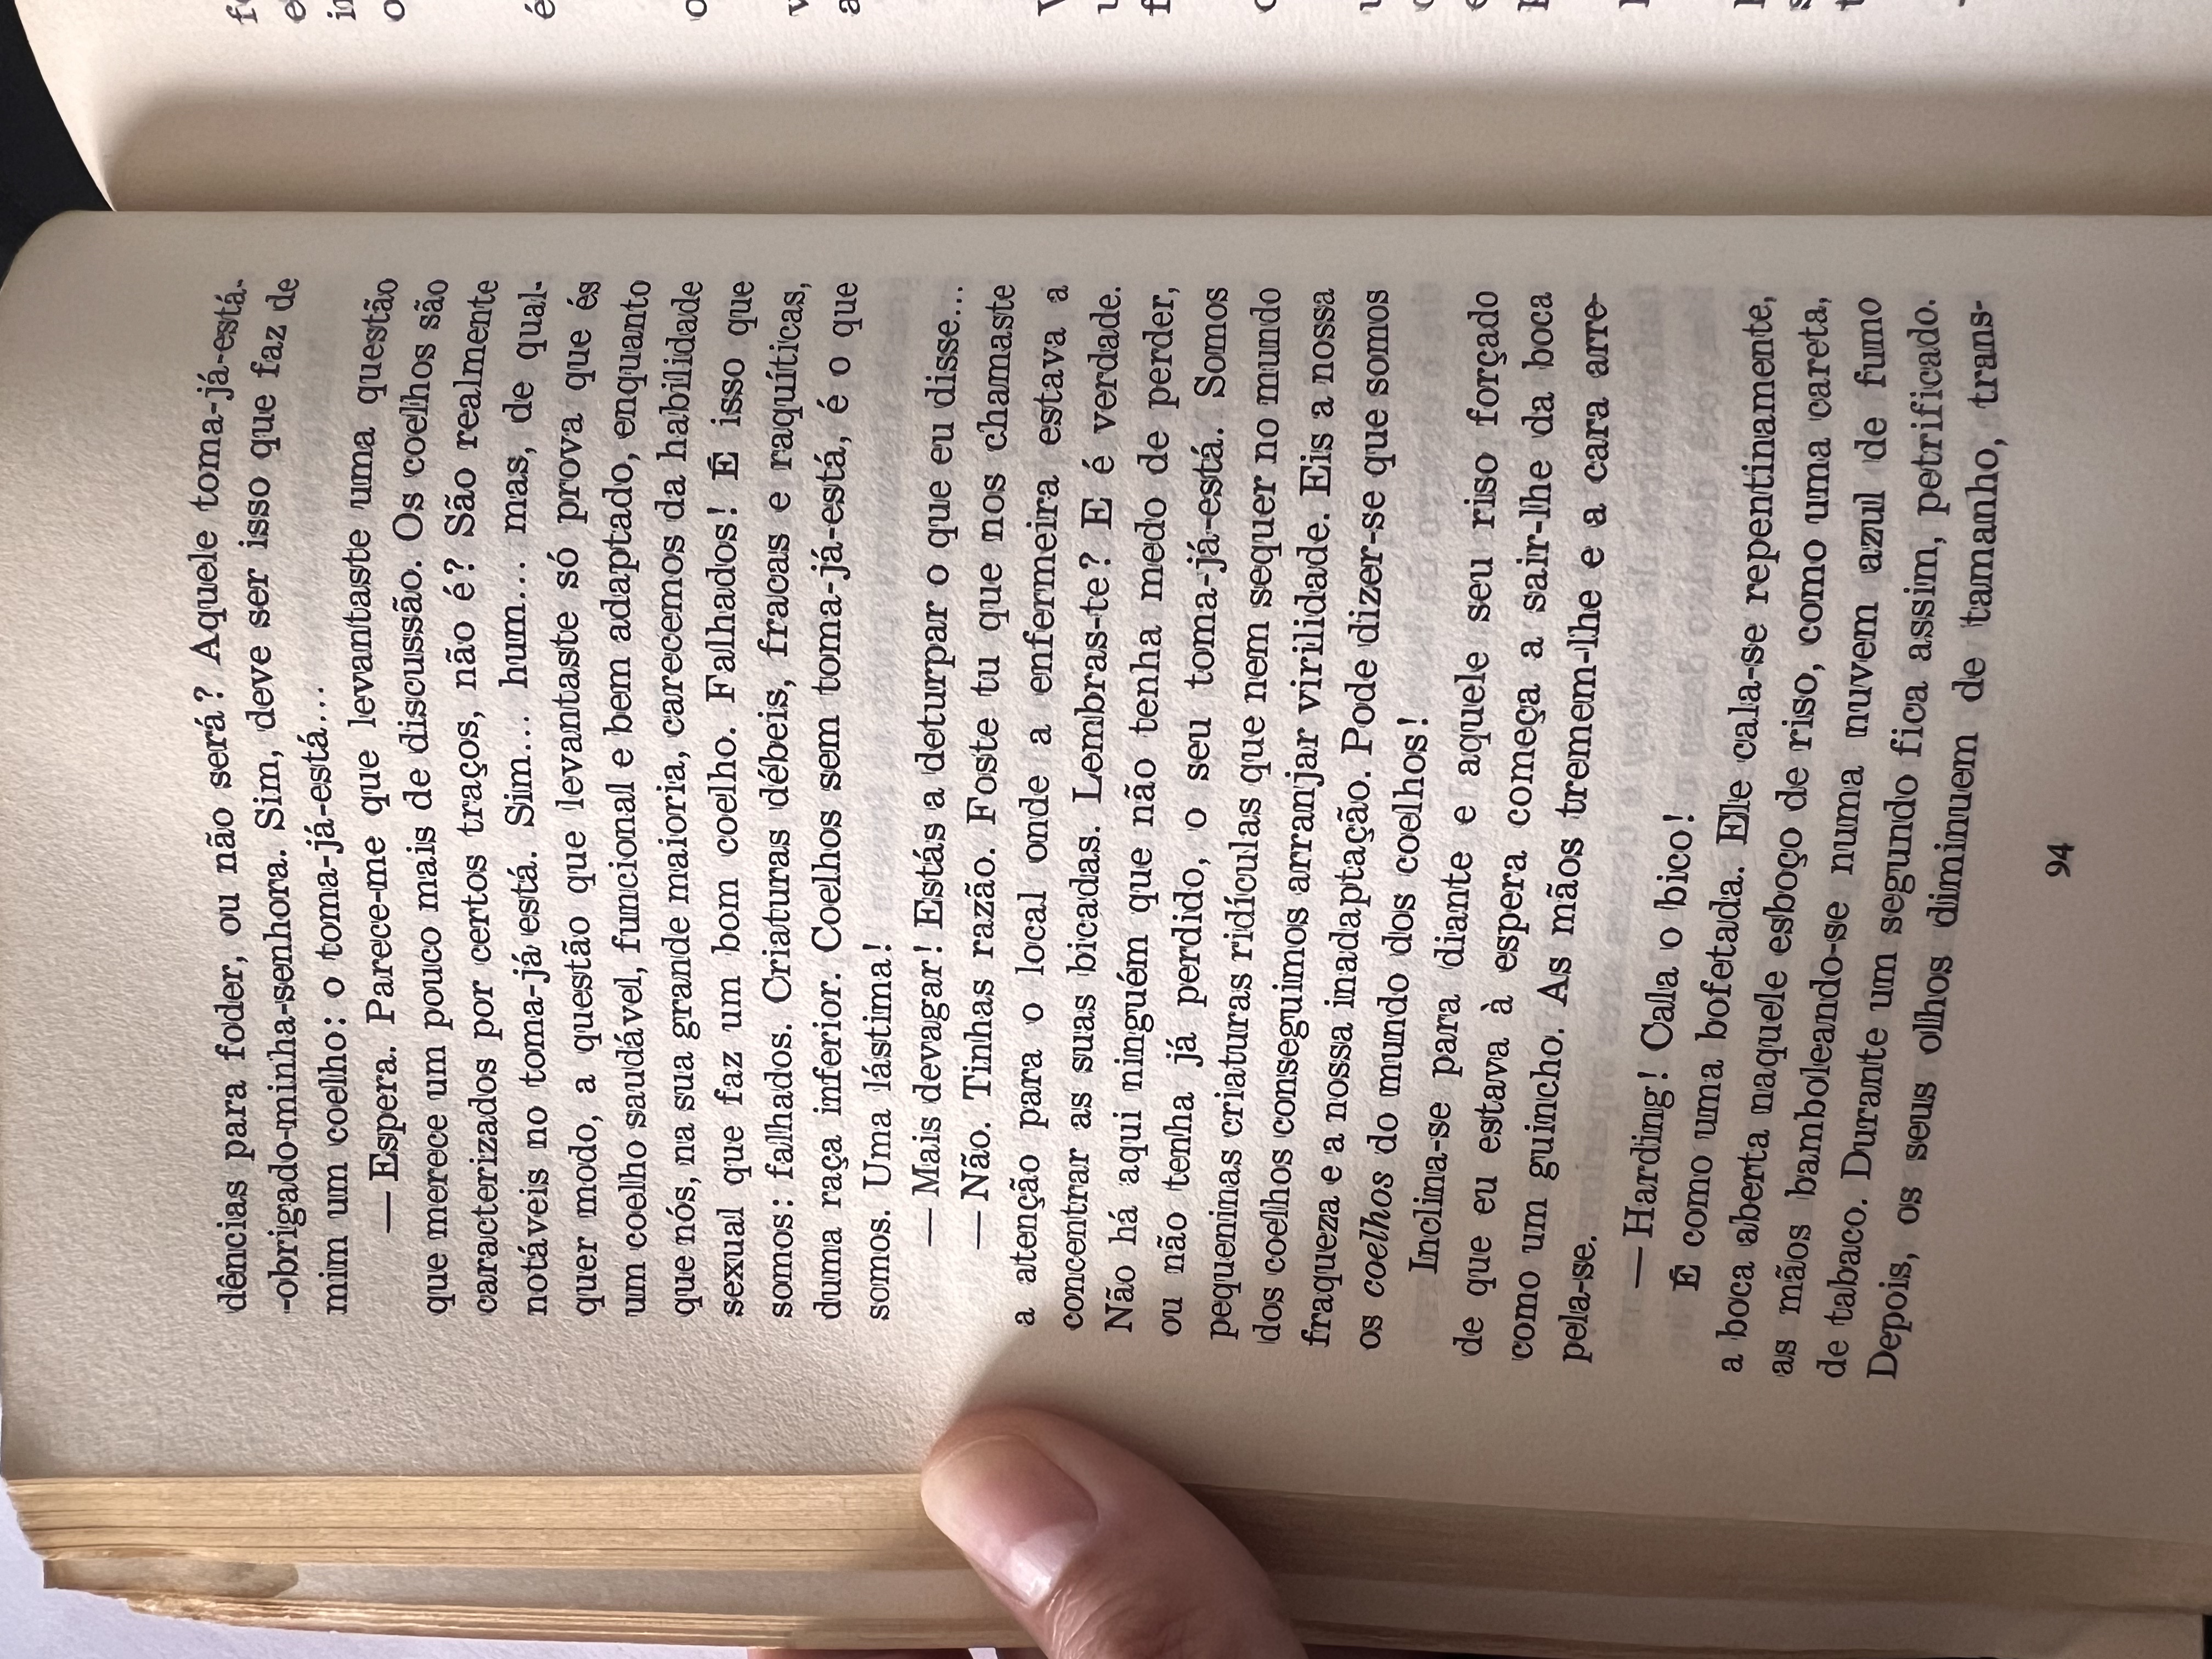 dências para foder, ou não será? Aquele toma-já-está-
-obrigado-minha-senhora. Sim, deve ser isso que faz de
mim um coelho: o toma-já-está...
— Espera. Parece-me que levantaste uma questão
que merece um pouco mais de discussão. Os coelhos são
caracterizados por certos traços, não é? São realmente
notáveis no toma-já está. Sim... hum... mas, de qual-
quer modo, a questão que levantaste só prova que és
um coelho saudável, funcional e bem adaptado, enquanto
que nós, na sua grande maioria, carecemos da habilidade
sexual que faz um bom coelho. Falhados! É isso que
somos: falhados. Criaturas débeis, fracas e raquíticas,
duma raça inferior. Coelhos sem toma-já-está, é o que
somos. Uma lástima!
— Mais devagar! Estás a deturpar o que eu disse...
— Não. Tinhas razão. Foste tu que nos chamaste
a atenção para o local onde a enfermeira estava a
concentrar as suas bicadas. Lembras-te? E é verdade.
Não há aqui ninguém que não tenha medo de perder,
ou não tenha já perdido, o seu toma-já-está. Somos
pequeninas criaturas ridículas que nem sequer no mundo
dos coelhos conseguimos arranjar virilidade. Eis a nossa
fraqueza e a nossa inadaptação. Pode dizer-se que somos
os coelhos do mundo dos coelhos!
Inclina-se para diante e aquele seu riso forçado
de que eu estava à espera começa a sair-lhe da boca
como um guincho. As mãos tremem-lhe e a cara arre-
pela-se.
— Harding! Cala o bico!
É como uma bofetada. Ele cala-se repentinamente,
a boca aberta naquele esboço de riso, como uma careta,
as mãos bamboleando-se numa nuvem azul de fumo
de tabaco. Durante um segundo fica assim, petrificado.
Depois, os seus olhos diminuem de tamanho, trans-
94